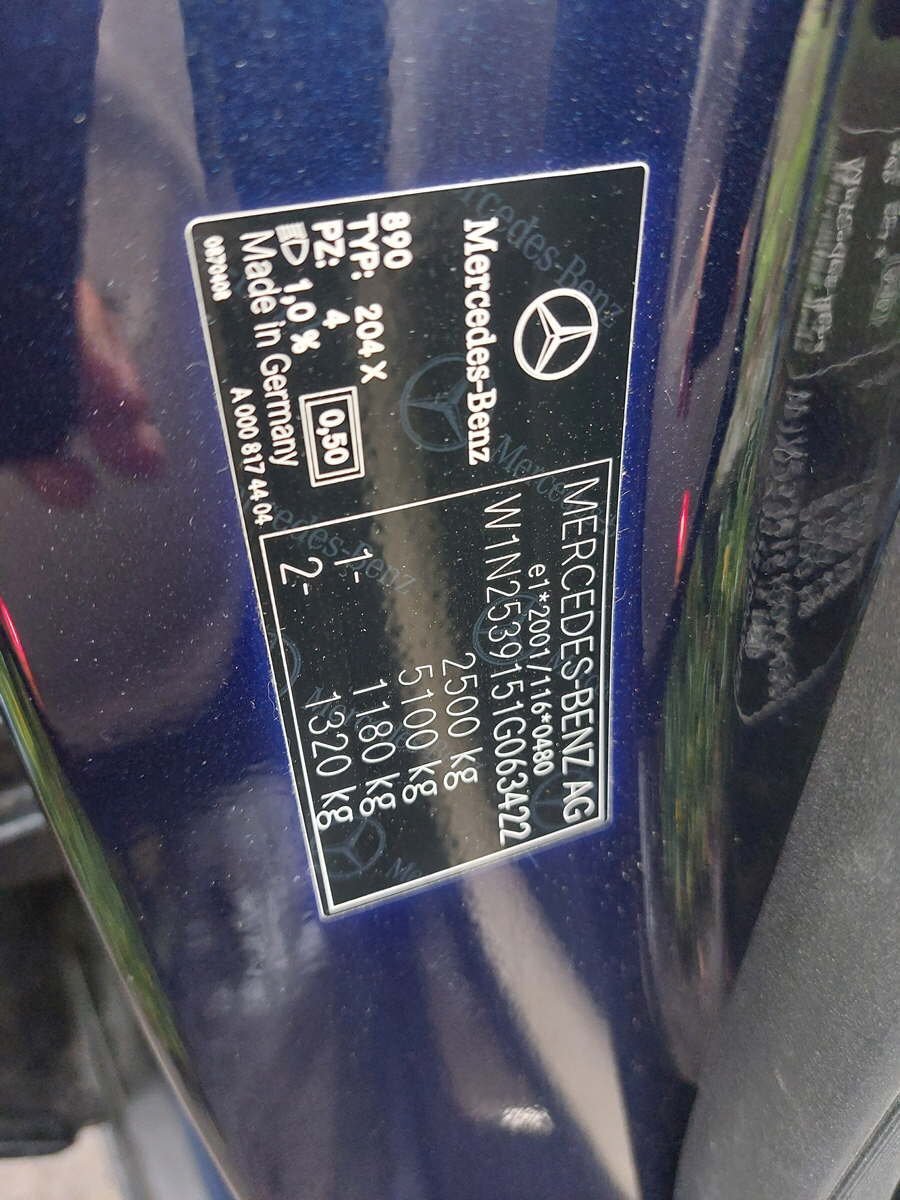 Mercedes-Benz
890
TYP: 204 X
PZ: 4
1,0 %
0,50
Made in Germany
0870406
A 000 817 44 04
MERCEDES-BENZ AG
e1*2001/116*0480
W1N2539151G063422
2500 kg
5100 kg
1- 1180 kg
2- 1320 kg